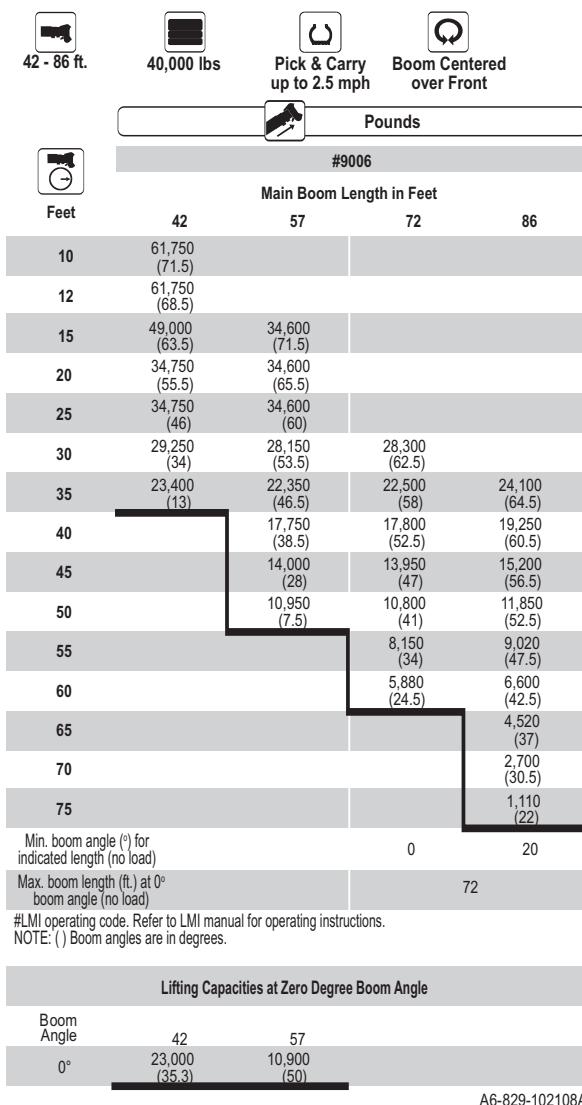 42 - 86 ft.
40,000 lbs
Pick & Carry
up to 2.5 mph
Boom Centered
over Front
Pounds
#9006
Feet
Main Boom Length in Feet
42 57 72 86
10 61,750
(71.5)
12 61,750
(68.5)
15 49,000 34,600
(63.5) (71.5)
20 34,750 34,600
(55.5) (65.5)
25 34,750 34,600
(46) (60)
30 29,250 28,150 28,300
(34) (53.5) (62.5)
35 23,400 22,350 22,500 24,100
(13) (46.5) (58) (64.5)
40 17,750 17,800 19,250
(38.5) (52.5) (60.5)
45 14,000 13,950 15,200
(28) (47) (56.5)
50 10,950 10,800 11,850
(7.5) (41) (52.5)
55 8,150 9,020
(34) (47.5)
60 5,880 6,600
(24.5) (42.5)
65 4,520
(37)
70 2,700
(30.5)
75 1,110
(22)
Min. boom angle (º) for
indicated length (no load) 0 20
Max. boom length (ft.) at 0º
boom angle (no load) 72
#LMI operating code. Refer to LMI manual for operating instructions.
NOTE: ( ) Boom angles are in degrees.
Lifting Capacities at Zero Degree Boom Angle
Boom
Angle 42 57
0° 23,000 10,900
(35.3) (50)
A6-829-102108A